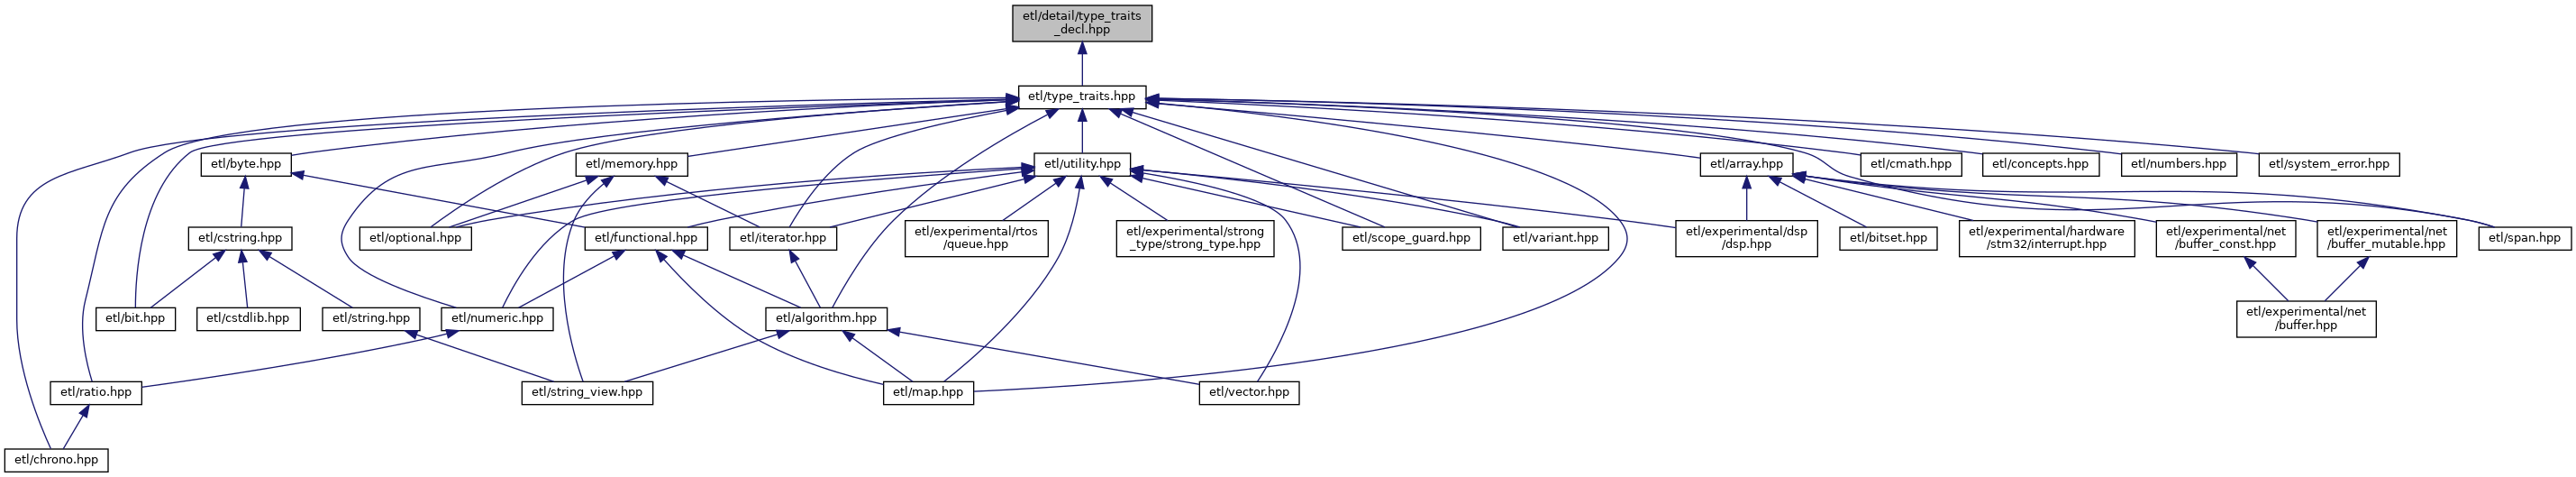 etl/detail/type_traits
_decl.hpp
etl/type_traits.hpp
etl/byte.hpp
etl/memory.hpp
etl/utility.hpp
etl/array.hpp
etl/cmath.hpp
etl/concepts.hpp
etl/numbers.hpp
etl/system_error.hpp
etl/cstring.hpp
etl/optional.hpp
etl/functional.hpp
etl/iterator.hpp
etl/experimental/rtos
/queue.hpp
etl/experimental/strong
_type/strong_type.hpp
etl/scope_guard.hpp
etl/variant.hpp
etl/experimental/dsp
/dsp.hpp
etl/bitset.hpp
etl/experimental/hardware
/stm32/interrupt.hpp
etl/experimental/net
/buffer_const.hpp
etl/experimental/net
/buffer_mutable.hpp
etl/span.hpp
etl/bit.hpp
etl/cstdlib.hpp
etl/string.hpp
etl/numeric.hpp
etl/algorithm.hpp
etl/experimental/net
/buffer.hpp
etl/ratio.hpp
etl/string_view.hpp
etl/map.hpp
etl/vector.hpp
etl/chrono.hpp